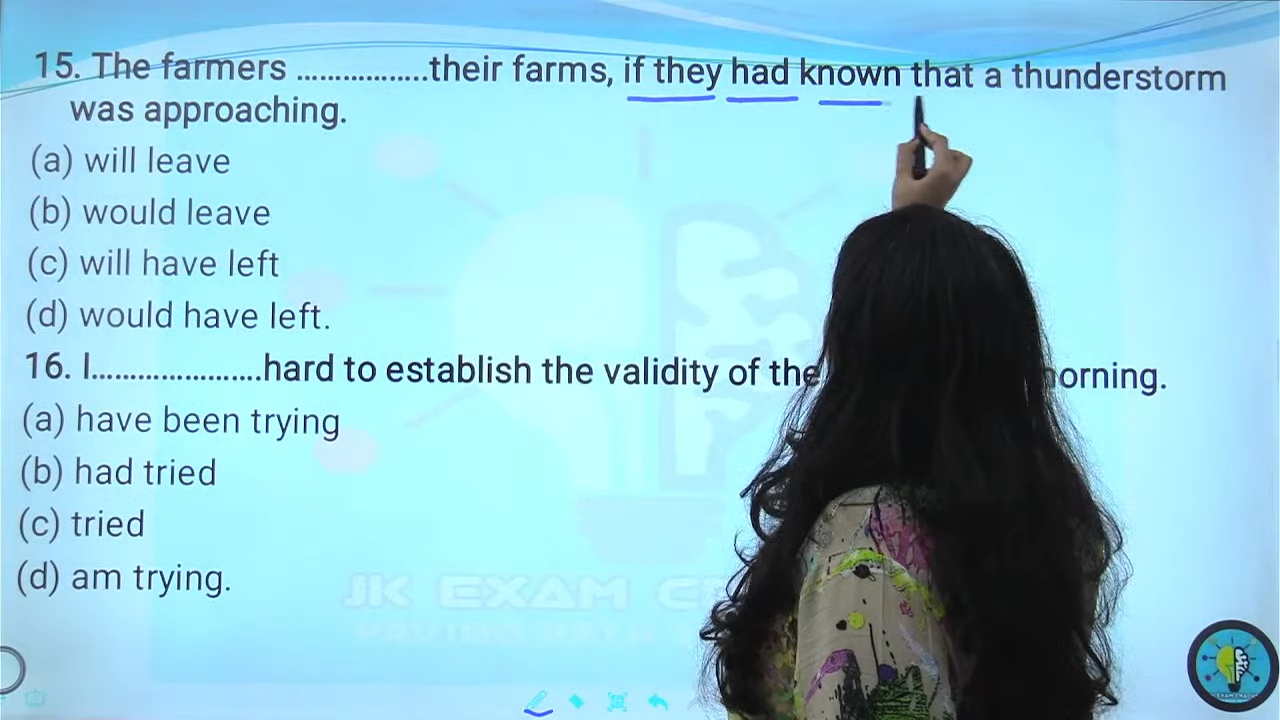 15. The farmers .................their farms, if they had known that a thunderstorm
was approaching.
(a) will leave
(b) would leave
(c) will have left
(d) would have left.
16. I......................hard to establish the validity of the orning.
(a) have been trying
(b) had tried
(c) tried
(d) am trying.
JK EXAM